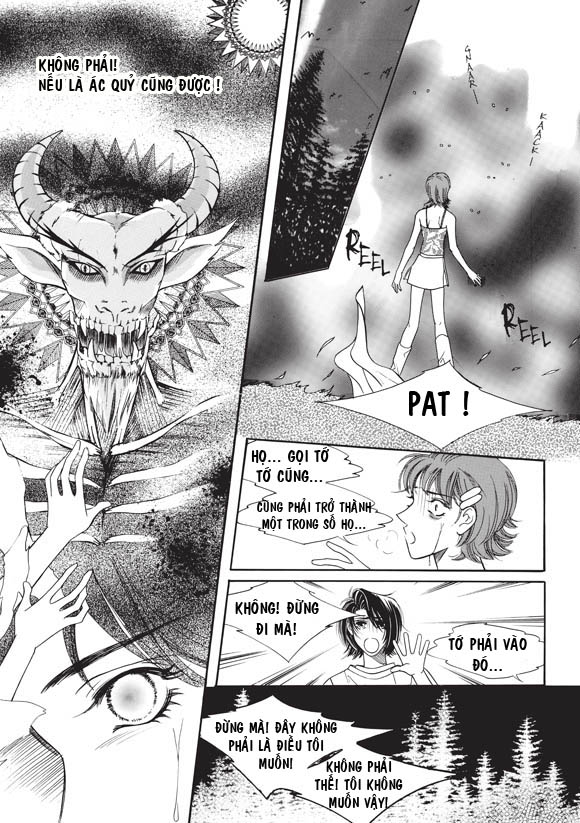 GNAAR!
KAACK!
REEL
REEL
PAT !
HỌ... GỌI TỚ
TỚ CŨNG...
CŨNG PHẢI TRỞ THÀNH
MỘT TRONG SỐ HỌ...
TỚ PHẢI VÀO
ĐÓ...
KHÔNG! ĐỪNG
ĐI MÀ!
ĐỪNG MÀ! ĐÂY KHÔNG
PHẢI LÀ ĐIỀU TÔI
MUỐN!
KHÔNG PHẢI
THẾ! TÔI KHÔNG
MUỐN VẬY!
KHÔNG PHẢI!
NẾU LÀ ÁC QUỶ CŨNG ĐƯỢC !